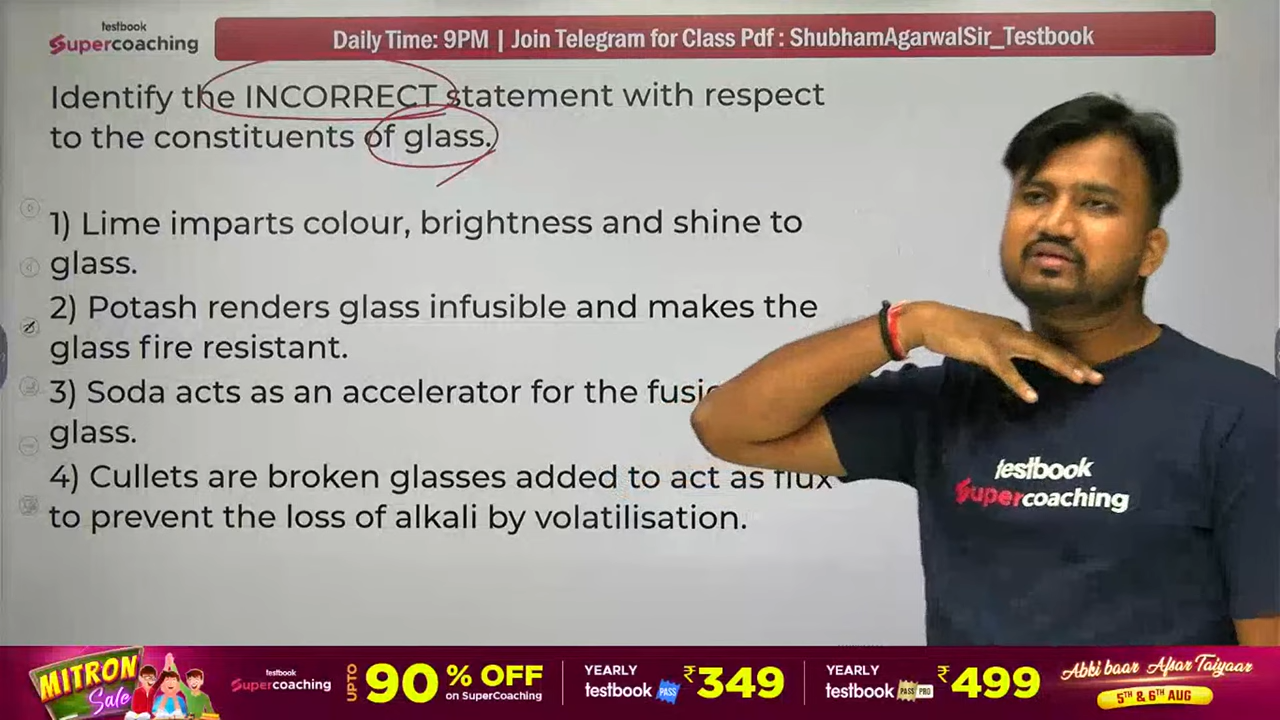 testbook
Supercoaching
Daily Time: 9PM | Join Telegram for Class Pdf : ShubhamAgarwalSir_Testbook
Identify the INCORRECT statement with respect
to the constituents of glass.
1) Lime imparts colour, brightness and shine to
glass.
2) Potash renders glass infusible and makes the
glass fire resistant.
3) Soda acts as an accelerator for the
glass.
4) Cullets are broken glasses added to act as flux
to prevent the loss of alkali by volatilisation.
testbook
Supercoaching
MITRON
Sale
testbook
Supercoaching
UPTO 90 % OFF
on SuperCoaching
YEARLY
testbook PASS
₹349
YEARLY
testbook PASS PRO
₹499
Abki baar Afsar Taiyaar
5TH & 6TH AUG